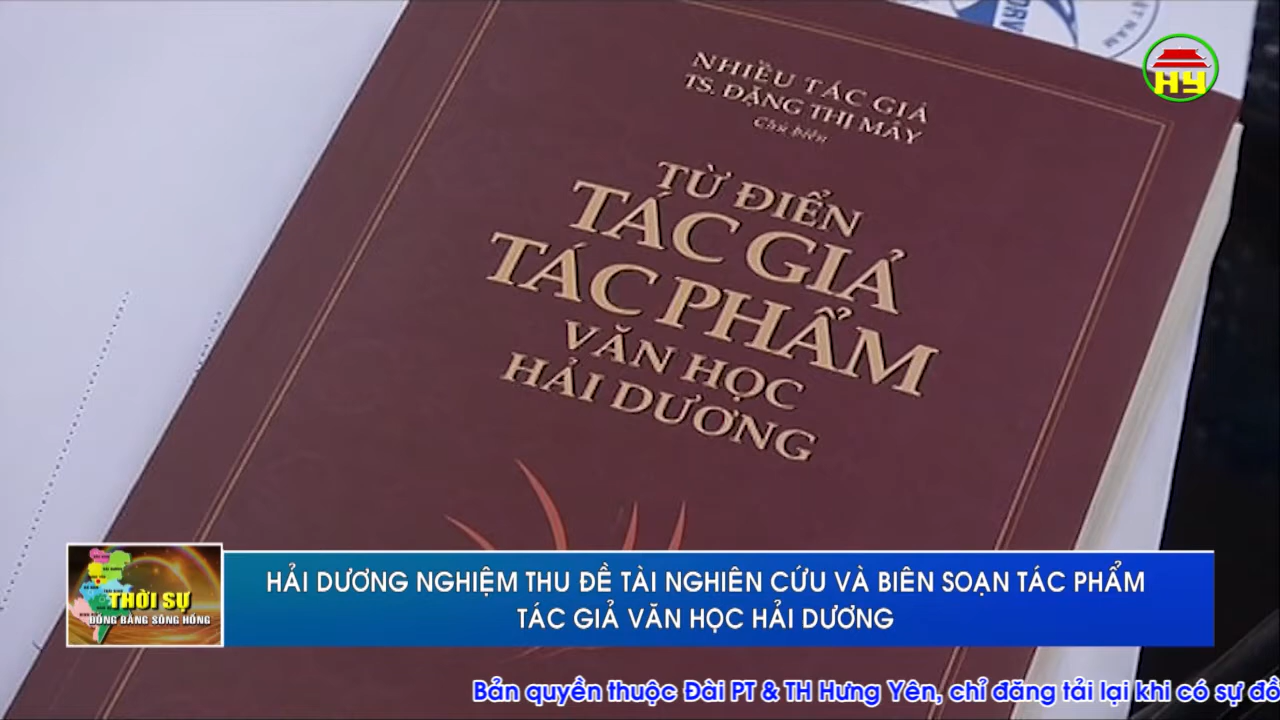 NHIỀU TÁC GIẢ
TS. ĐẶNG THỊ MÂY
Chủ biên
TỪ ĐIỂN
TÁC GIẢ
TÁC PHẨM
VĂN HỌC
HẢI DƯƠNG
HY
THỜI SỰ
ĐỒNG BẰNG SÔNG HỒNG
HẢI DƯƠNG NGHIỆM THU ĐỀ TÀI NGHIÊN CỨU VÀ BIÊN SOẠN TÁC PHẨM
TÁC GIẢ VĂN HỌC HẢI DƯƠNG
Bản quyền thuộc Đài PT & TH Hưng Yên, chỉ đăng tải lại khi có sự đồ